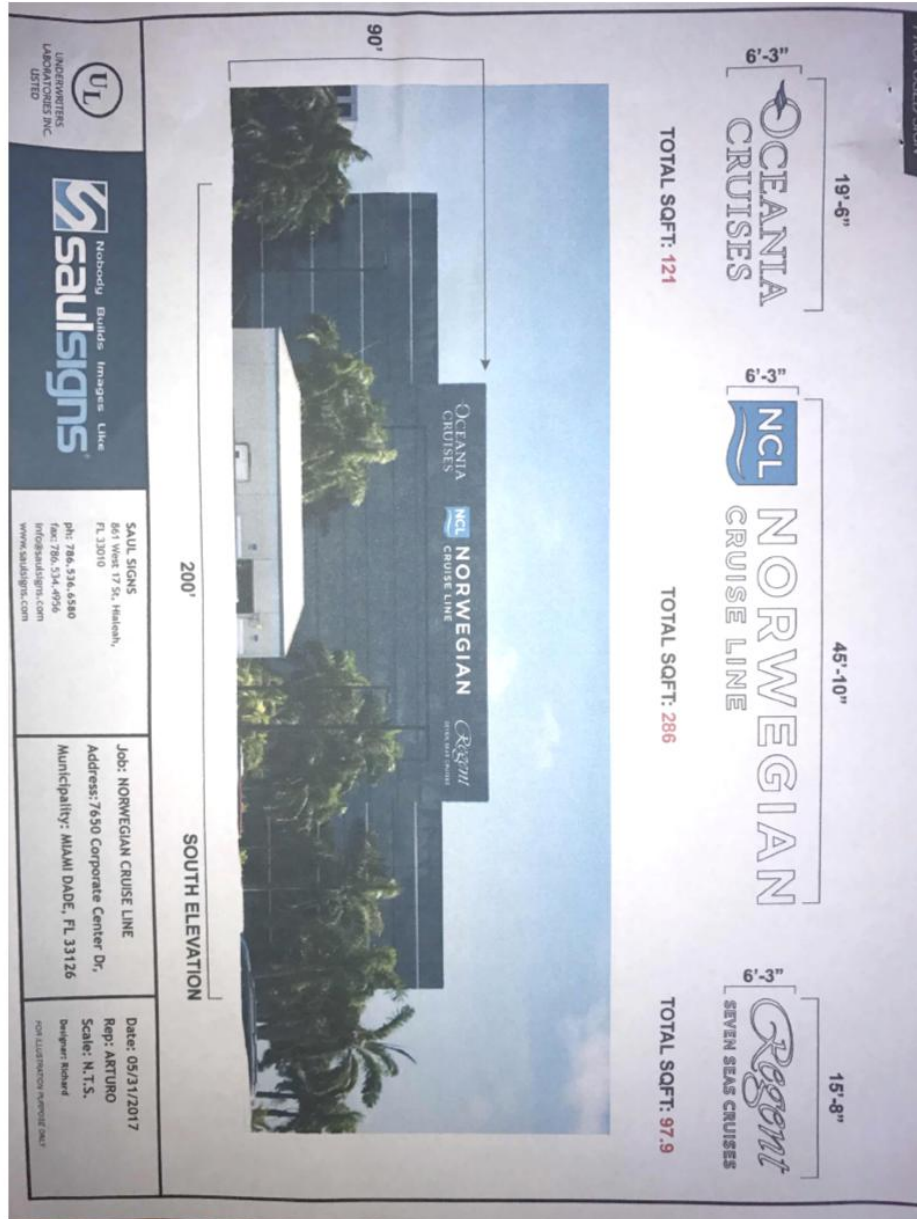 19'-6"
6'-3"
OCEANIA
CRUISES
TOTAL SQFT: 121
45'-10"
6'-3"
NCL
NORWEGIAN
CRUISE LINE
TOTAL SQFT: 286
15'-8"
6'-3"
Regent
SEVEN SEAS CRUISES
TOTAL SQFT: 97.9
90'
OCEANIA
CRUISES
NCL
NORWEGIAN
CRUISE LINE
Regent
SEVEN SEAS CRUISES
200'
SOUTH ELEVATION
UL
UNDERWRITERS
LABORATORIES INC.
LISTED
Nobody Builds Images Like
saulsigns®
SAUL SIGNS
861 West 17 St, Hialeah,
FL 33010
ph: 786.536.6580
fax: 786.534.4956
info@saulsigns.com
www.saulsigns.com
Job: NORWEGIAN CRUISE LINE
Address: 7650 Corporate Center Dr,
Municipality: MIAMI DADE, FL 33126
Date: 05/31/2017
Rep: ARTURO
Scale: N.T.S.
Designer: Richard
FOR ILLUSTRATION PURPOSE ONLY